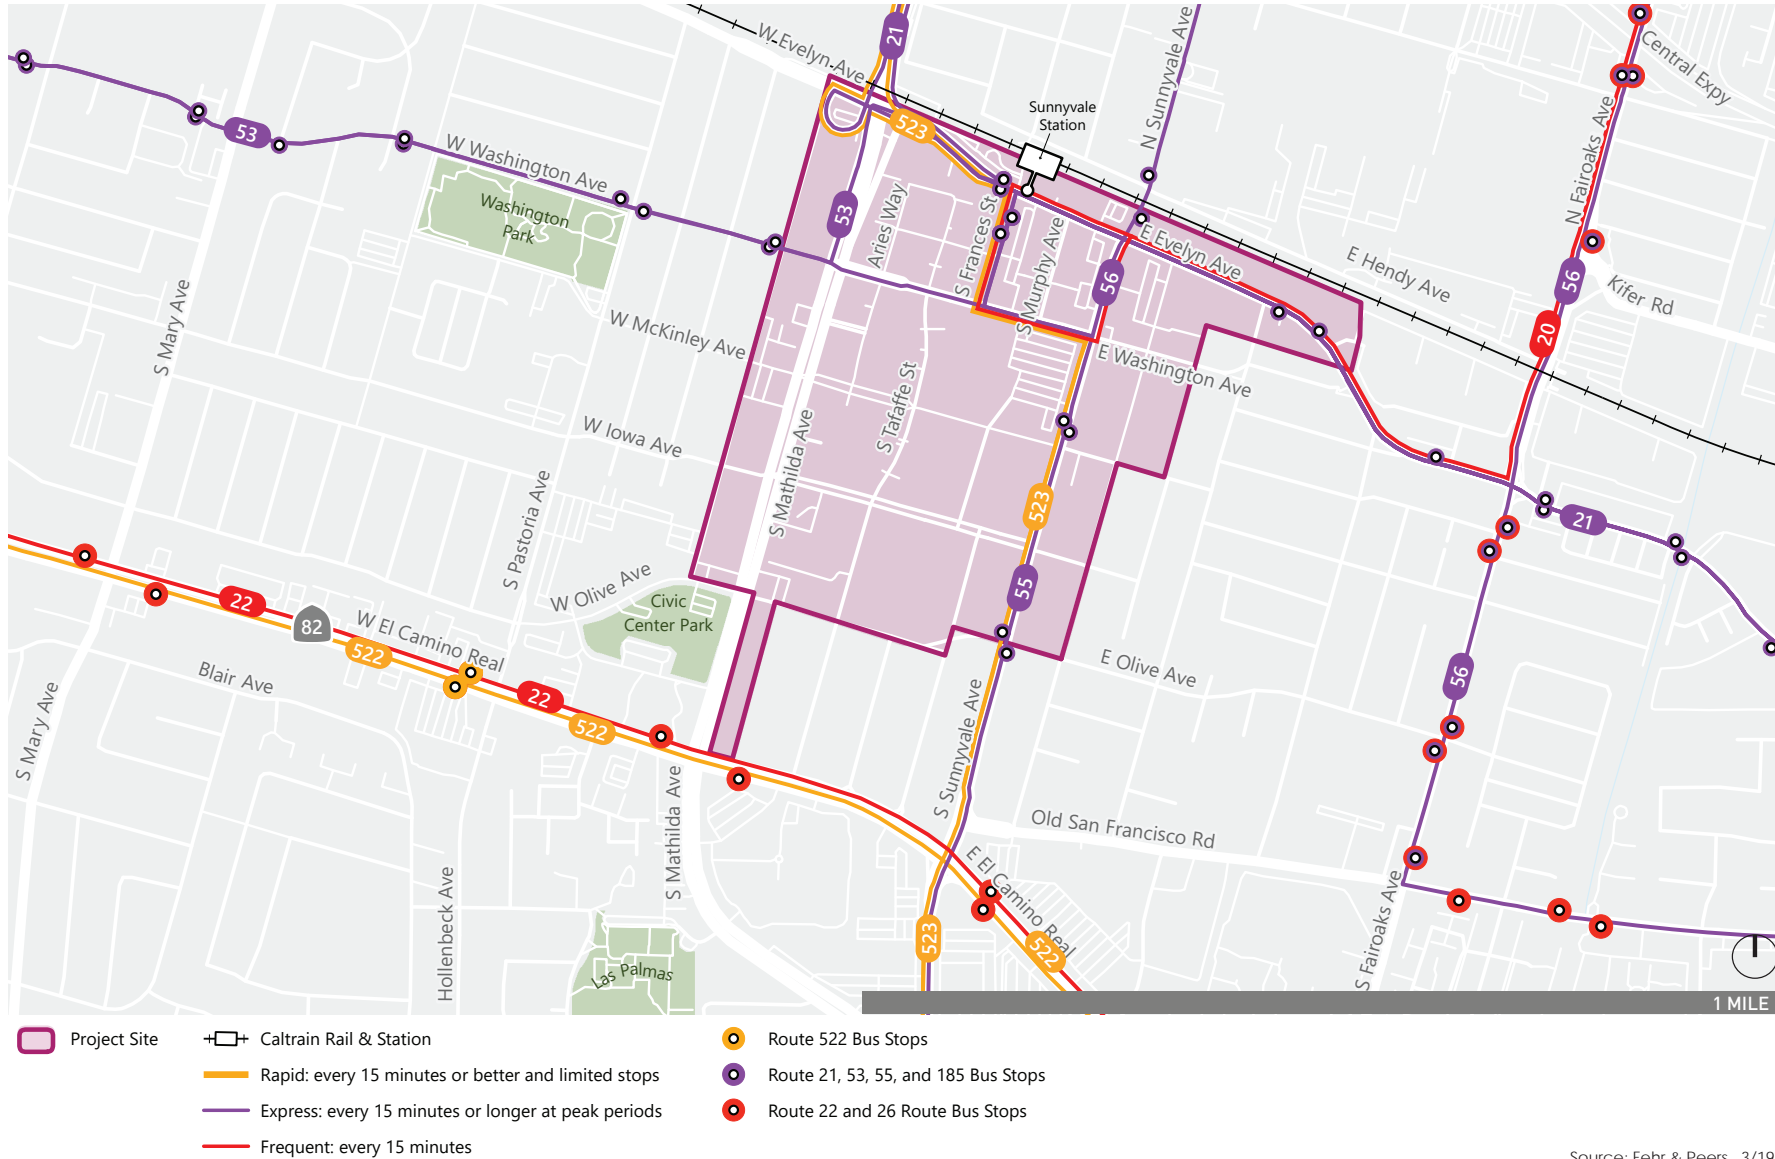 21
W Evelyn Ave
N Sunnyvale Ave
Central Expy
Sunnyvale
Station
523
53
W Washington Ave
N Fairoaks Ave
Washington
Park
53
Aries Way
S Frances St
S Murphy Ave
E Evelyn Ave
E Hendy Ave
56
56
Kifer Rd
S Mary Ave
W McKinley Ave
20
E Washington Ave
S Tafaffe St
W Iowa Ave
S Mathilda Ave
S Pastoria Ave
523
21
W Olive Ave
55
Civic
Center Park
22
82
W El Camino Real
522
Blair Ave
E Olive Ave
56
22
522
S Mary Ave
S Sunnyvale Ave
S Mathilda Ave
Old San Francisco Rd
E El Camino Real
Hollenbeck Ave
S Fairoaks Ave
523
522
Las Palmas
1 MILE
Project Site
Caltrain Rail & Station
Rapid: every 15 minutes or better and limited stops
Express: every 15 minutes or longer at peak periods
Frequent: every 15 minutes
Route 522 Bus Stops
Route 21, 53, 55, and 185 Bus Stops
Route 22 and 26 Route Bus Stops
Source: Fehr & Peers, 3/19